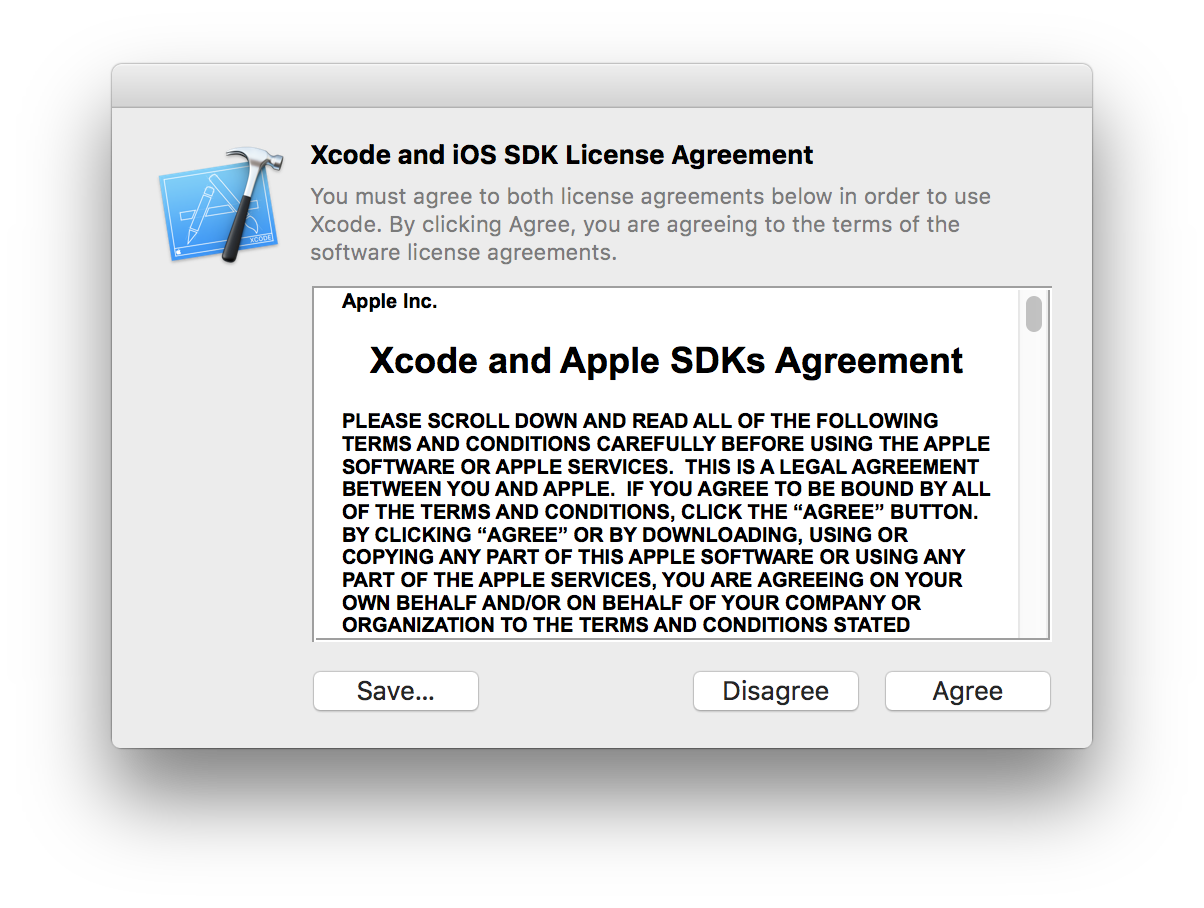 Xcode and iOS SDK License Agreement
You must agree to both license agreements below in order to use
Xcode. By clicking Agree, you are agreeing to the terms of the
software license agreements.
XCODE
Apple Inc.
Xcode and Apple SDKs Agreement
PLEASE SCROLL DOWN AND READ ALL OF THE FOLLOWING
TERMS AND CONDITIONS CAREFULLY BEFORE USING THE APPLE
SOFTWARE OR APPLE SERVICES.  THIS IS A LEGAL AGREEMENT
BETWEEN YOU AND APPLE.  IF YOU AGREE TO BE BOUND BY ALL
OF THE TERMS AND CONDITIONS, CLICK THE “AGREE” BUTTON.
BY CLICKING “AGREE” OR BY DOWNLOADING, USING OR
COPYING ANY PART OF THIS APPLE SOFTWARE OR USING ANY
PART OF THE APPLE SERVICES, YOU ARE AGREEING ON YOUR
OWN BEHALF AND/OR ON BEHALF OF YOUR COMPANY OR
ORGANIZATION TO THE TERMS AND CONDITIONS STATED
Save...
Disagree
Agree